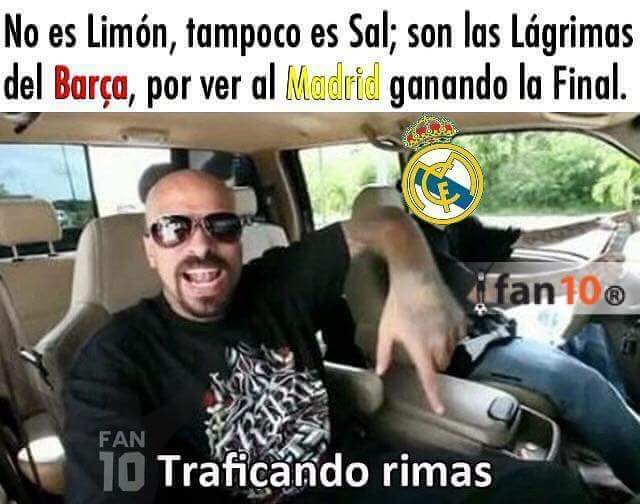 No es Limón, tampoco es Sal; son las Lágrimas
del Barça, por ver al Madrid ganando la Final.
fan10®
FAN
10
Traficando rimas